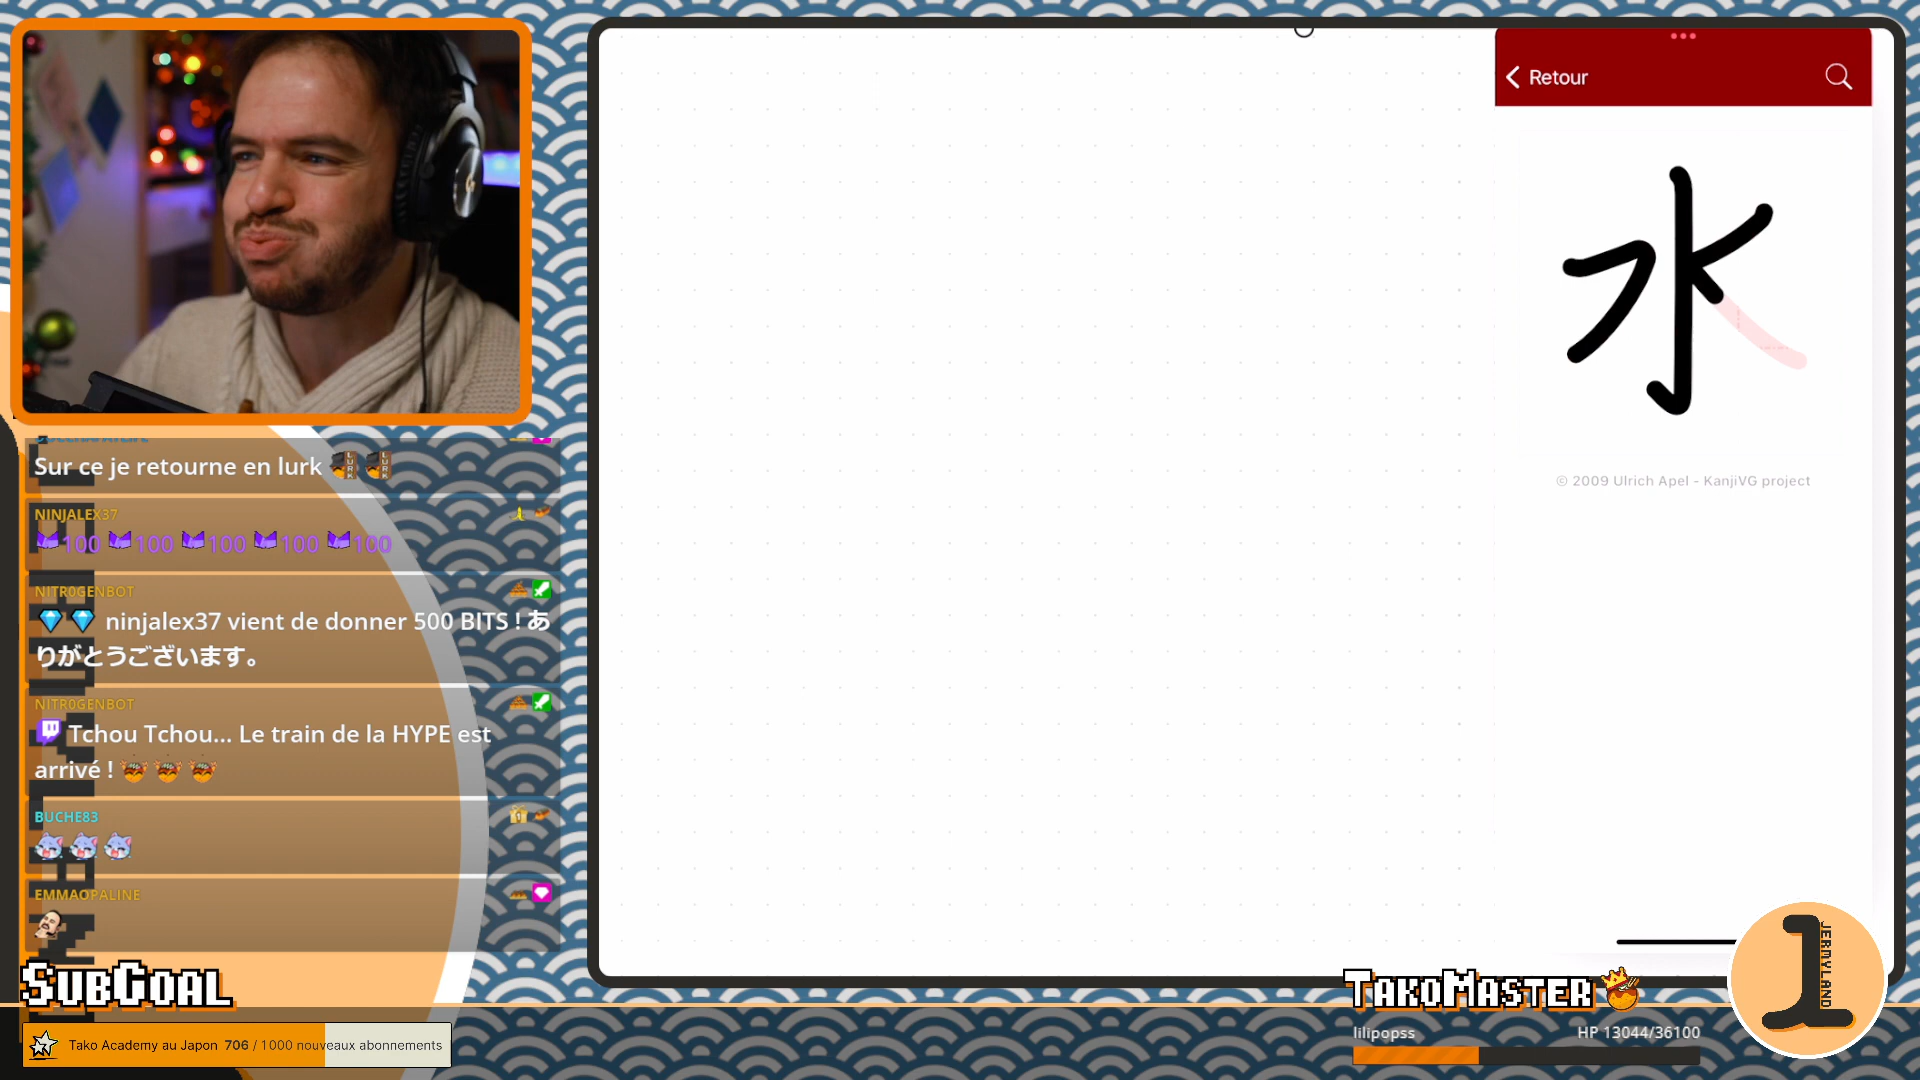 Retour
水
© 2009 Ulrich Apel - KanjiVG project
Sur ce je retourne en lurk
NINJALEX37
100 100 100 100 100
NITR0GENBOT
ninjalex37 vient de donner 500 BITS ! あ
りがとうございます。
NITR0GENBOT
Tchou Tchou... Le train de la HYPE est
arrivé !
BUCHE83
EMMAOPALINE
SUBGOAL
Tako Academy au Japon 706 / 1000 nouveaux abonnements
TAKOMASTER
lilipopss HP 13044/36100
JEREMYLAND